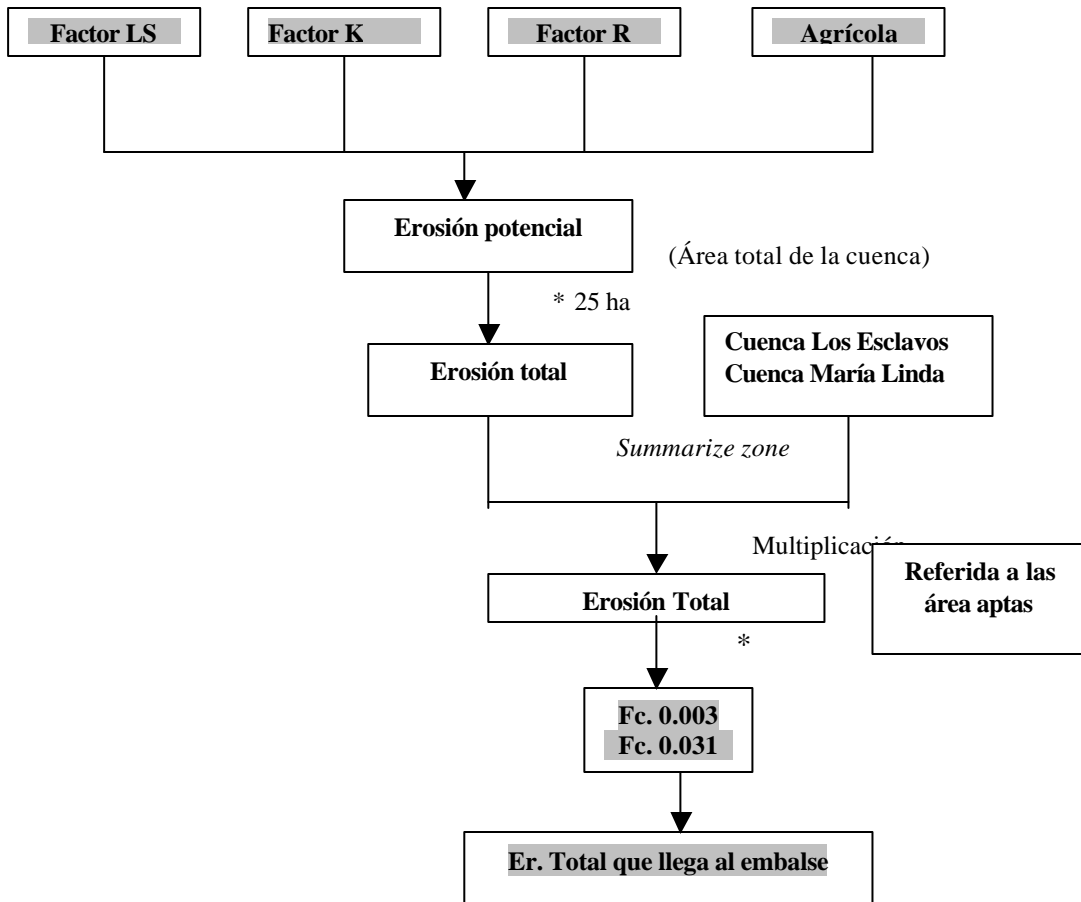 Factor LS
Factor K
Factor R
Agrícola
Erosión potencial
(Área total de la cuenca)
* 25 ha
Erosión total
Cuenca Los Esclavos
Cuenca María Linda
Summarize zone
Multiplicación
Referida a las
área aptas
Erosión Total
*
Fc. 0.003
Fc. 0.031
Er. Total que llega al embalse